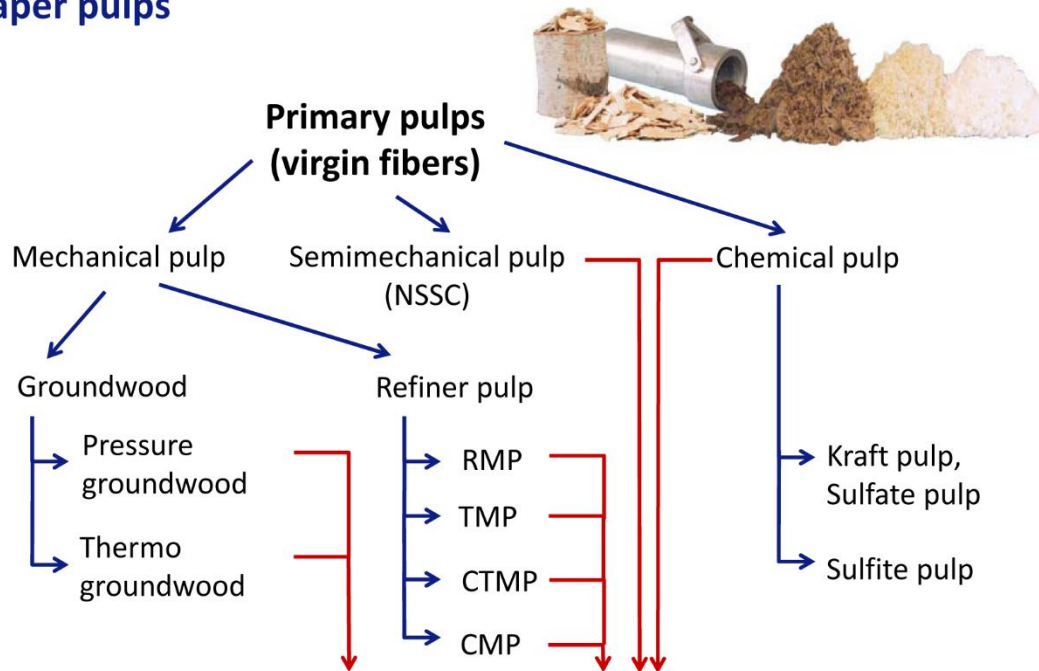 aper pulps
Primary pulps
(virgin fibers)
Mechanical pulp
Semimechanical pulp
(NSSC)
Chemical pulp
Groundwood
Refiner pulp
Pressure
groundwood
Thermo
groundwood
RMP
TMP
CTMP
CMP
Kraft pulp,
Sulfate pulp
Sulfite pulp